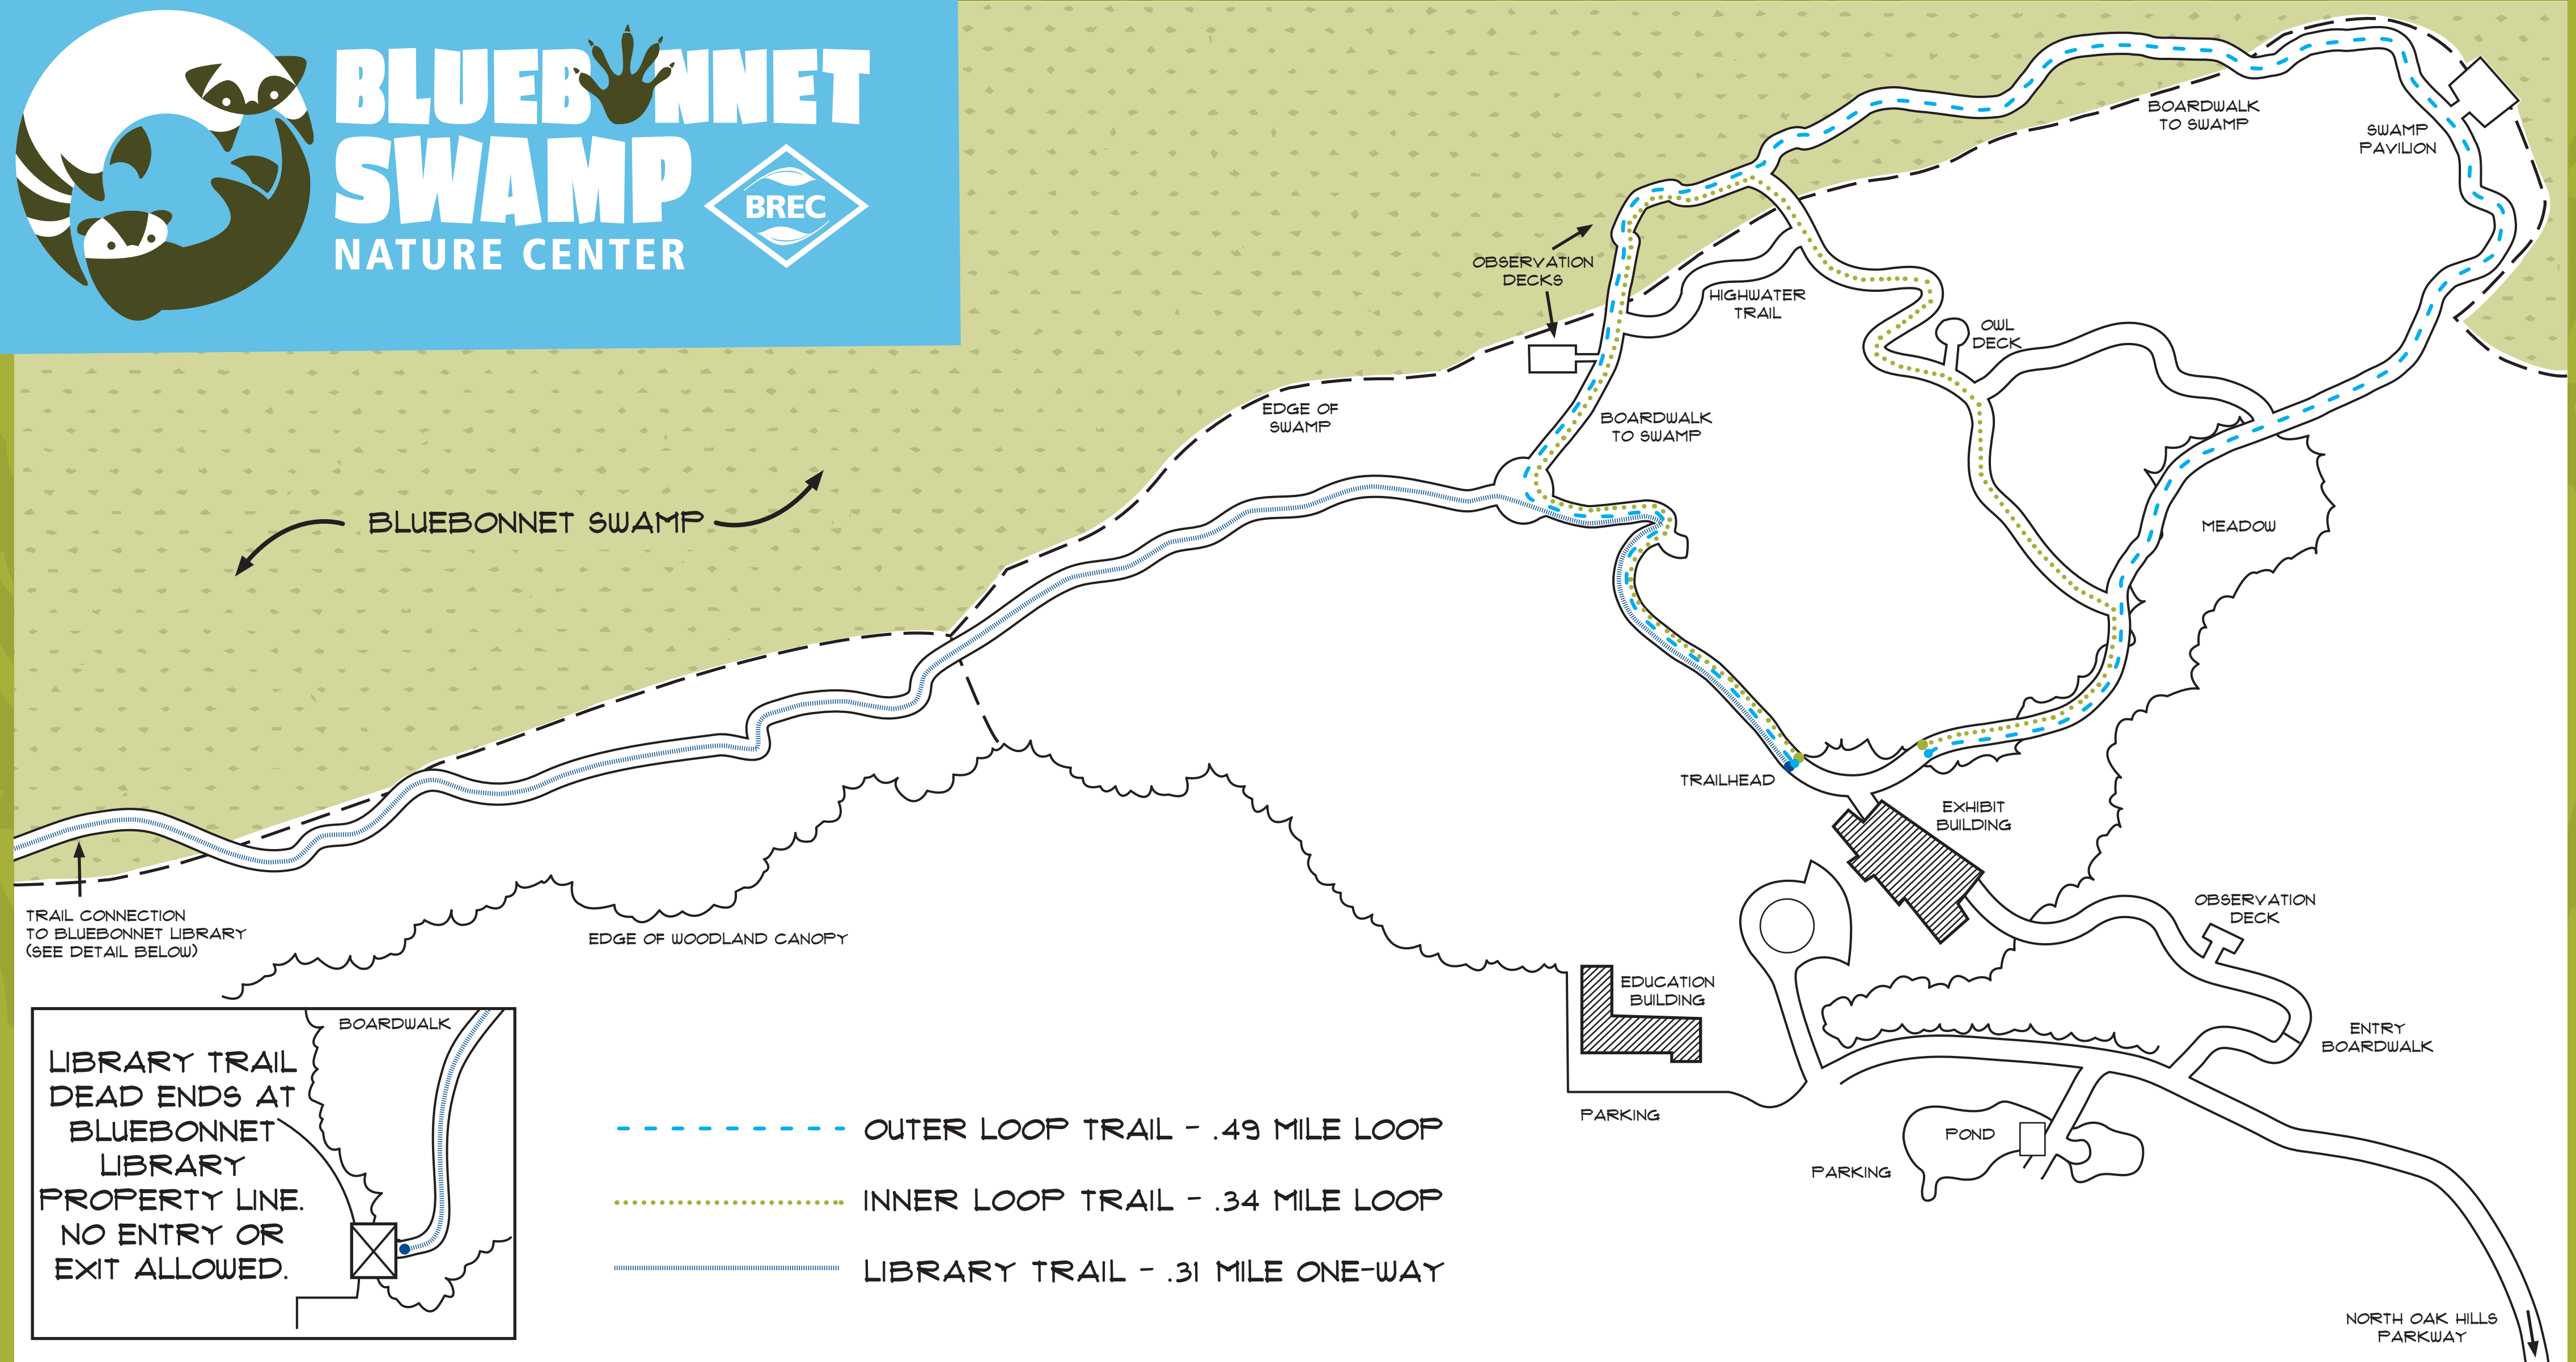 BLUEBONNET
SWAMP
NATURE CENTER
BREC
BOARDWALK
TO SWAMP
SWAMP
PAVILION
OBSERVATION
DECKS
HIGHWATER
TRAIL
OWL
DECK
EDGE OF
SWAMP
BOARDWALK
TO SWAMP
BLUEBONNET SWAMP
MEADOW
TRAILHEAD
EXHIBIT
BUILDING
OBSERVATION
DECK
TRAIL CONNECTION
TO BLUEBONNET LIBRARY
(SEE DETAIL BELOW)
EDGE OF WOODLAND CANOPY
EDUCATION
BUILDING
ENTRY
BOARDWALK
PARKING
POND
PARKING
BOARDWALK
LIBRARY TRAIL
DEAD ENDS AT
BLUEBONNET
LIBRARY
PROPERTY LINE.
NO ENTRY OR
EXIT ALLOWED.
OUTER LOOP TRAIL - .49 MILE LOOP
INNER LOOP TRAIL - .34 MILE LOOP
LIBRARY TRAIL - .31 MILE ONE-WAY
NORTH OAK HILLS
PARKWAY